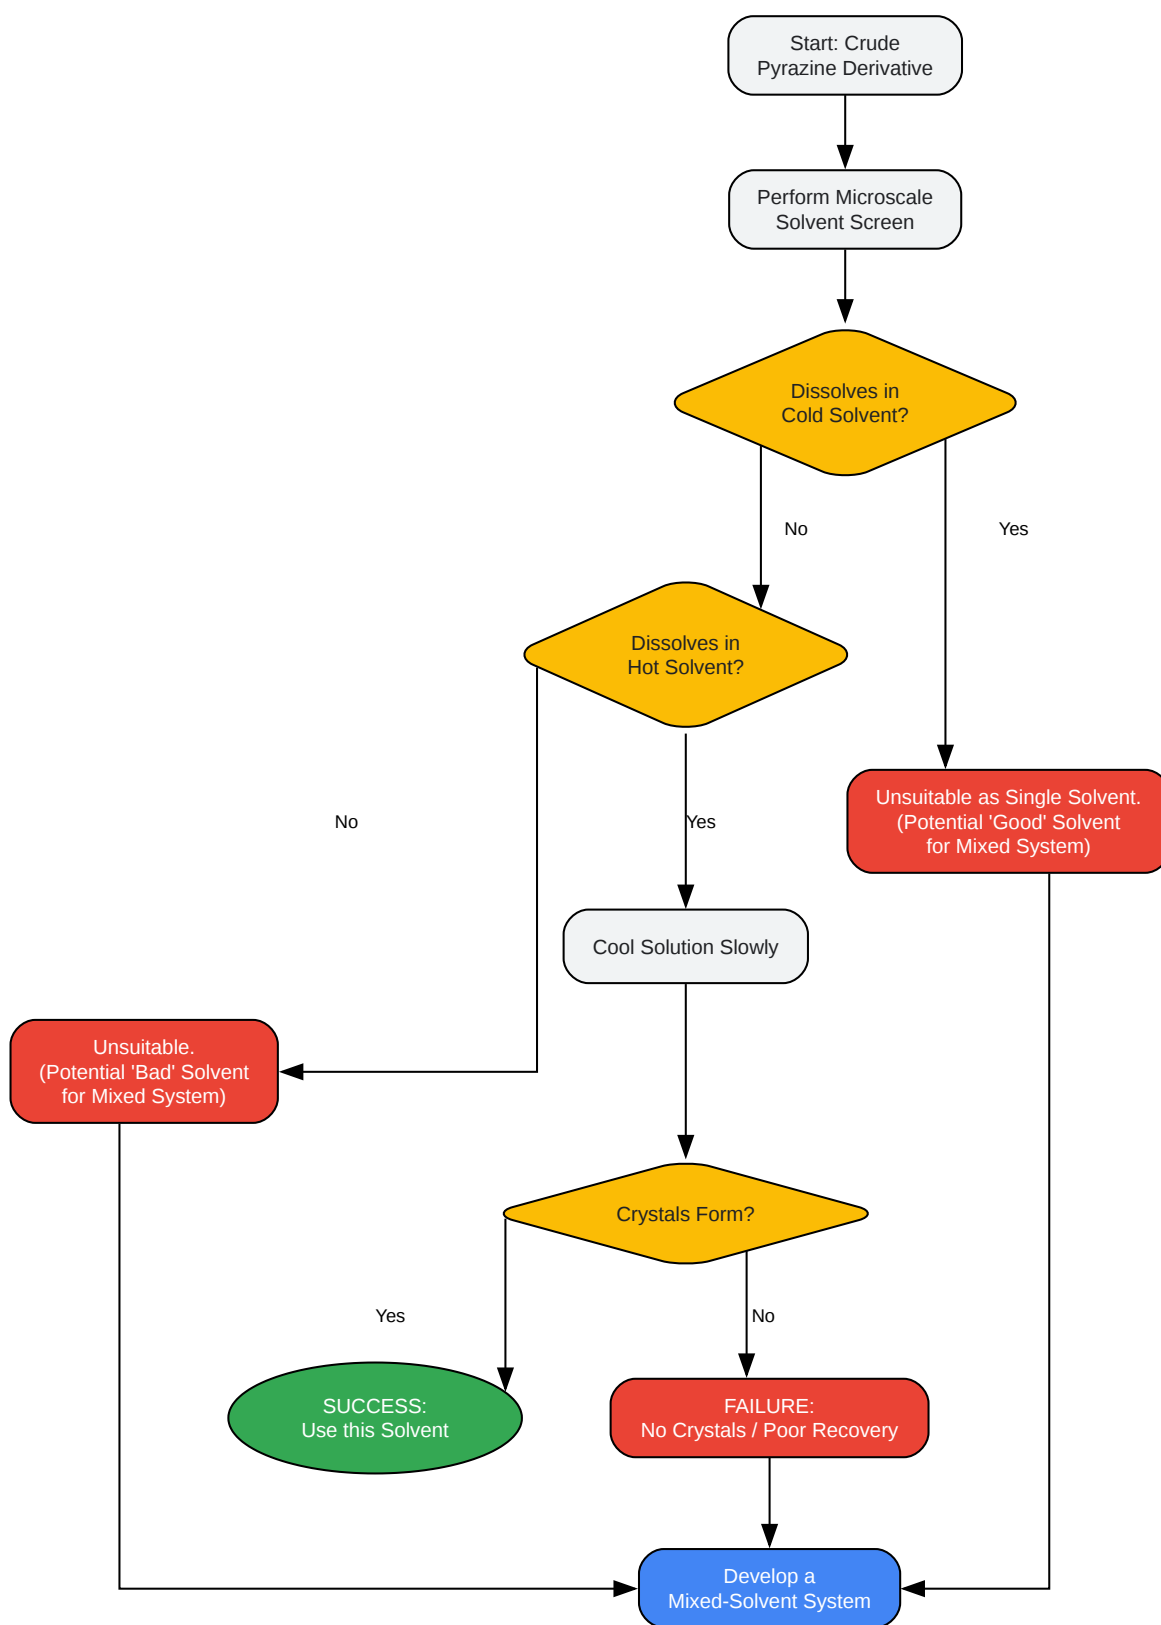 Start: Crude
Pyrazine Derivative
Perform Microscale
Solvent Screen
Dissolves in
Cold Solvent?
No
Yes
Dissolves in
Hot Solvent?
Unsuitable as Single Solvent.
(Potential 'Good' Solvent
for Mixed System)
No
Yes
Cool Solution Slowly
Unsuitable.
(Potential 'Bad' Solvent
for Mixed System)
Crystals Form?
Yes
No
SUCCESS:
Use this Solvent
FAILURE:
No Crystals / Poor Recovery
Develop a
Mixed-Solvent System